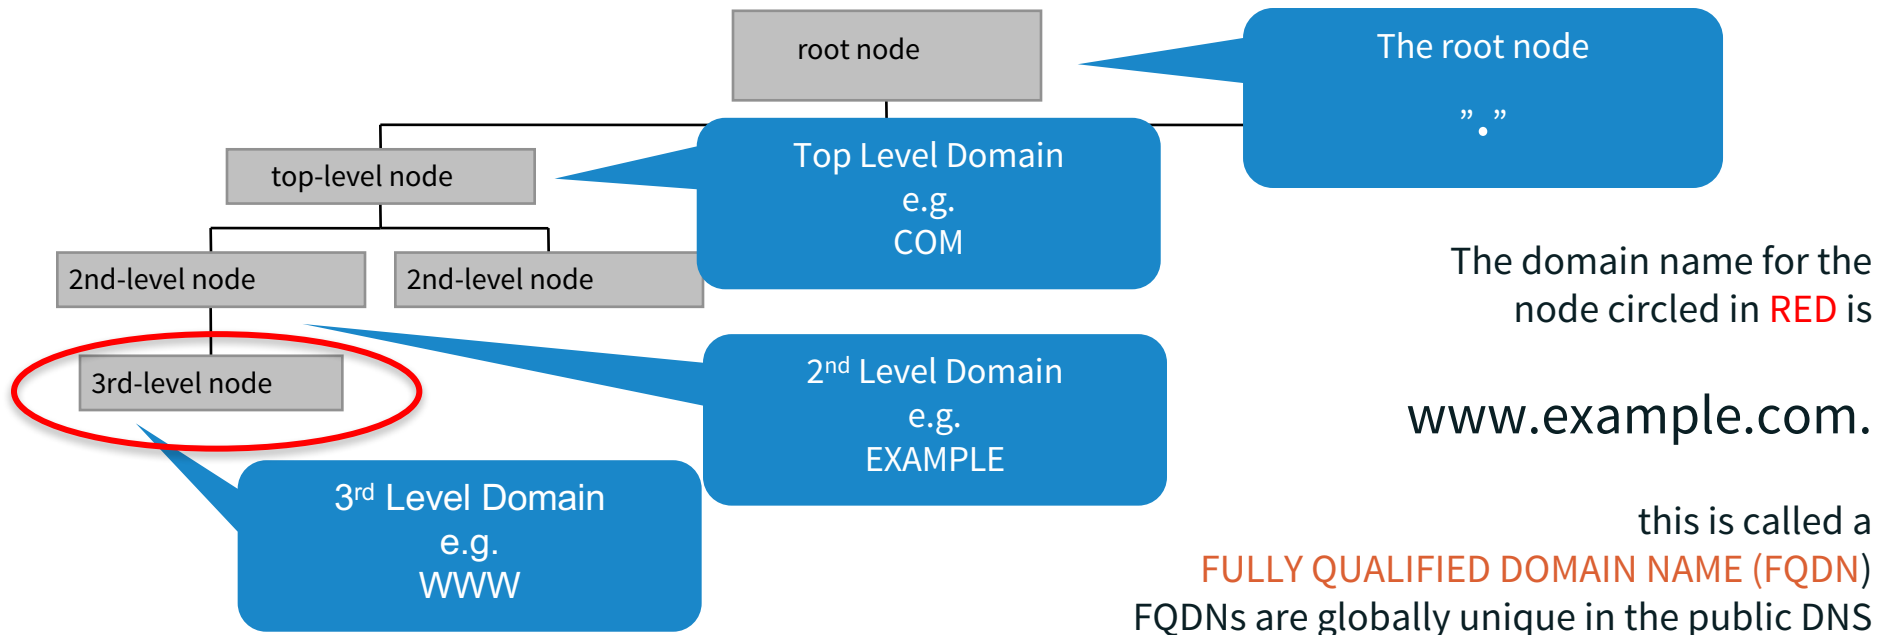 root node
The root node
”.”
top-level node
Top Level Domain
e.g.
COM
2nd-level node
2nd-level node
The domain name for the
node circled in RED is
3rd-level node
2nd Level Domain
e.g.
EXAMPLE
www.example.com.
3rd Level Domain
e.g.
WWW
this is called a
FULLY QUALIFIED DOMAIN NAME (FQDN)
FQDNs are globally unique in the public DNS